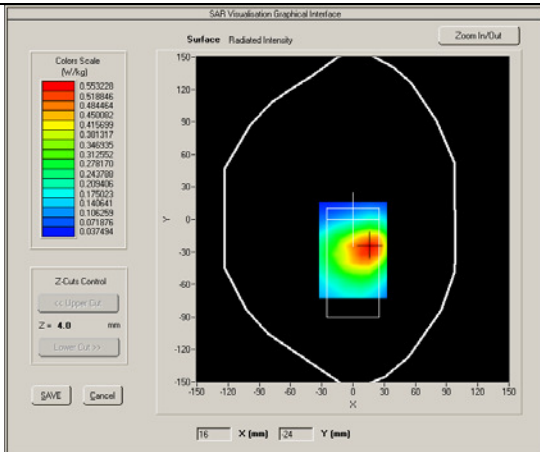 SAR Visualisation Graphical Interface
Colors Scale
(W/kg)
0.553228
0.518846
0.484464
0.450082
0.415699
0.381317
0.346935
0.312552
0.278170
0.243788
0.209406
0.175023
0.140641
0.106259
0.071876
0.037494
Z-Cuts Control
<< Upper Cut
Z = 4.0 mm
Lower Cut >>
SAVE Cancel
Surface Radiated Intensity
Zoom In/Out
150
120
90
60
30
0
-30
-60
-90
-120
-150
Y
-150 -120 -90 -60 -30 0 30 60 90 120 150
X
16 X (mm) -24 Y (mm)